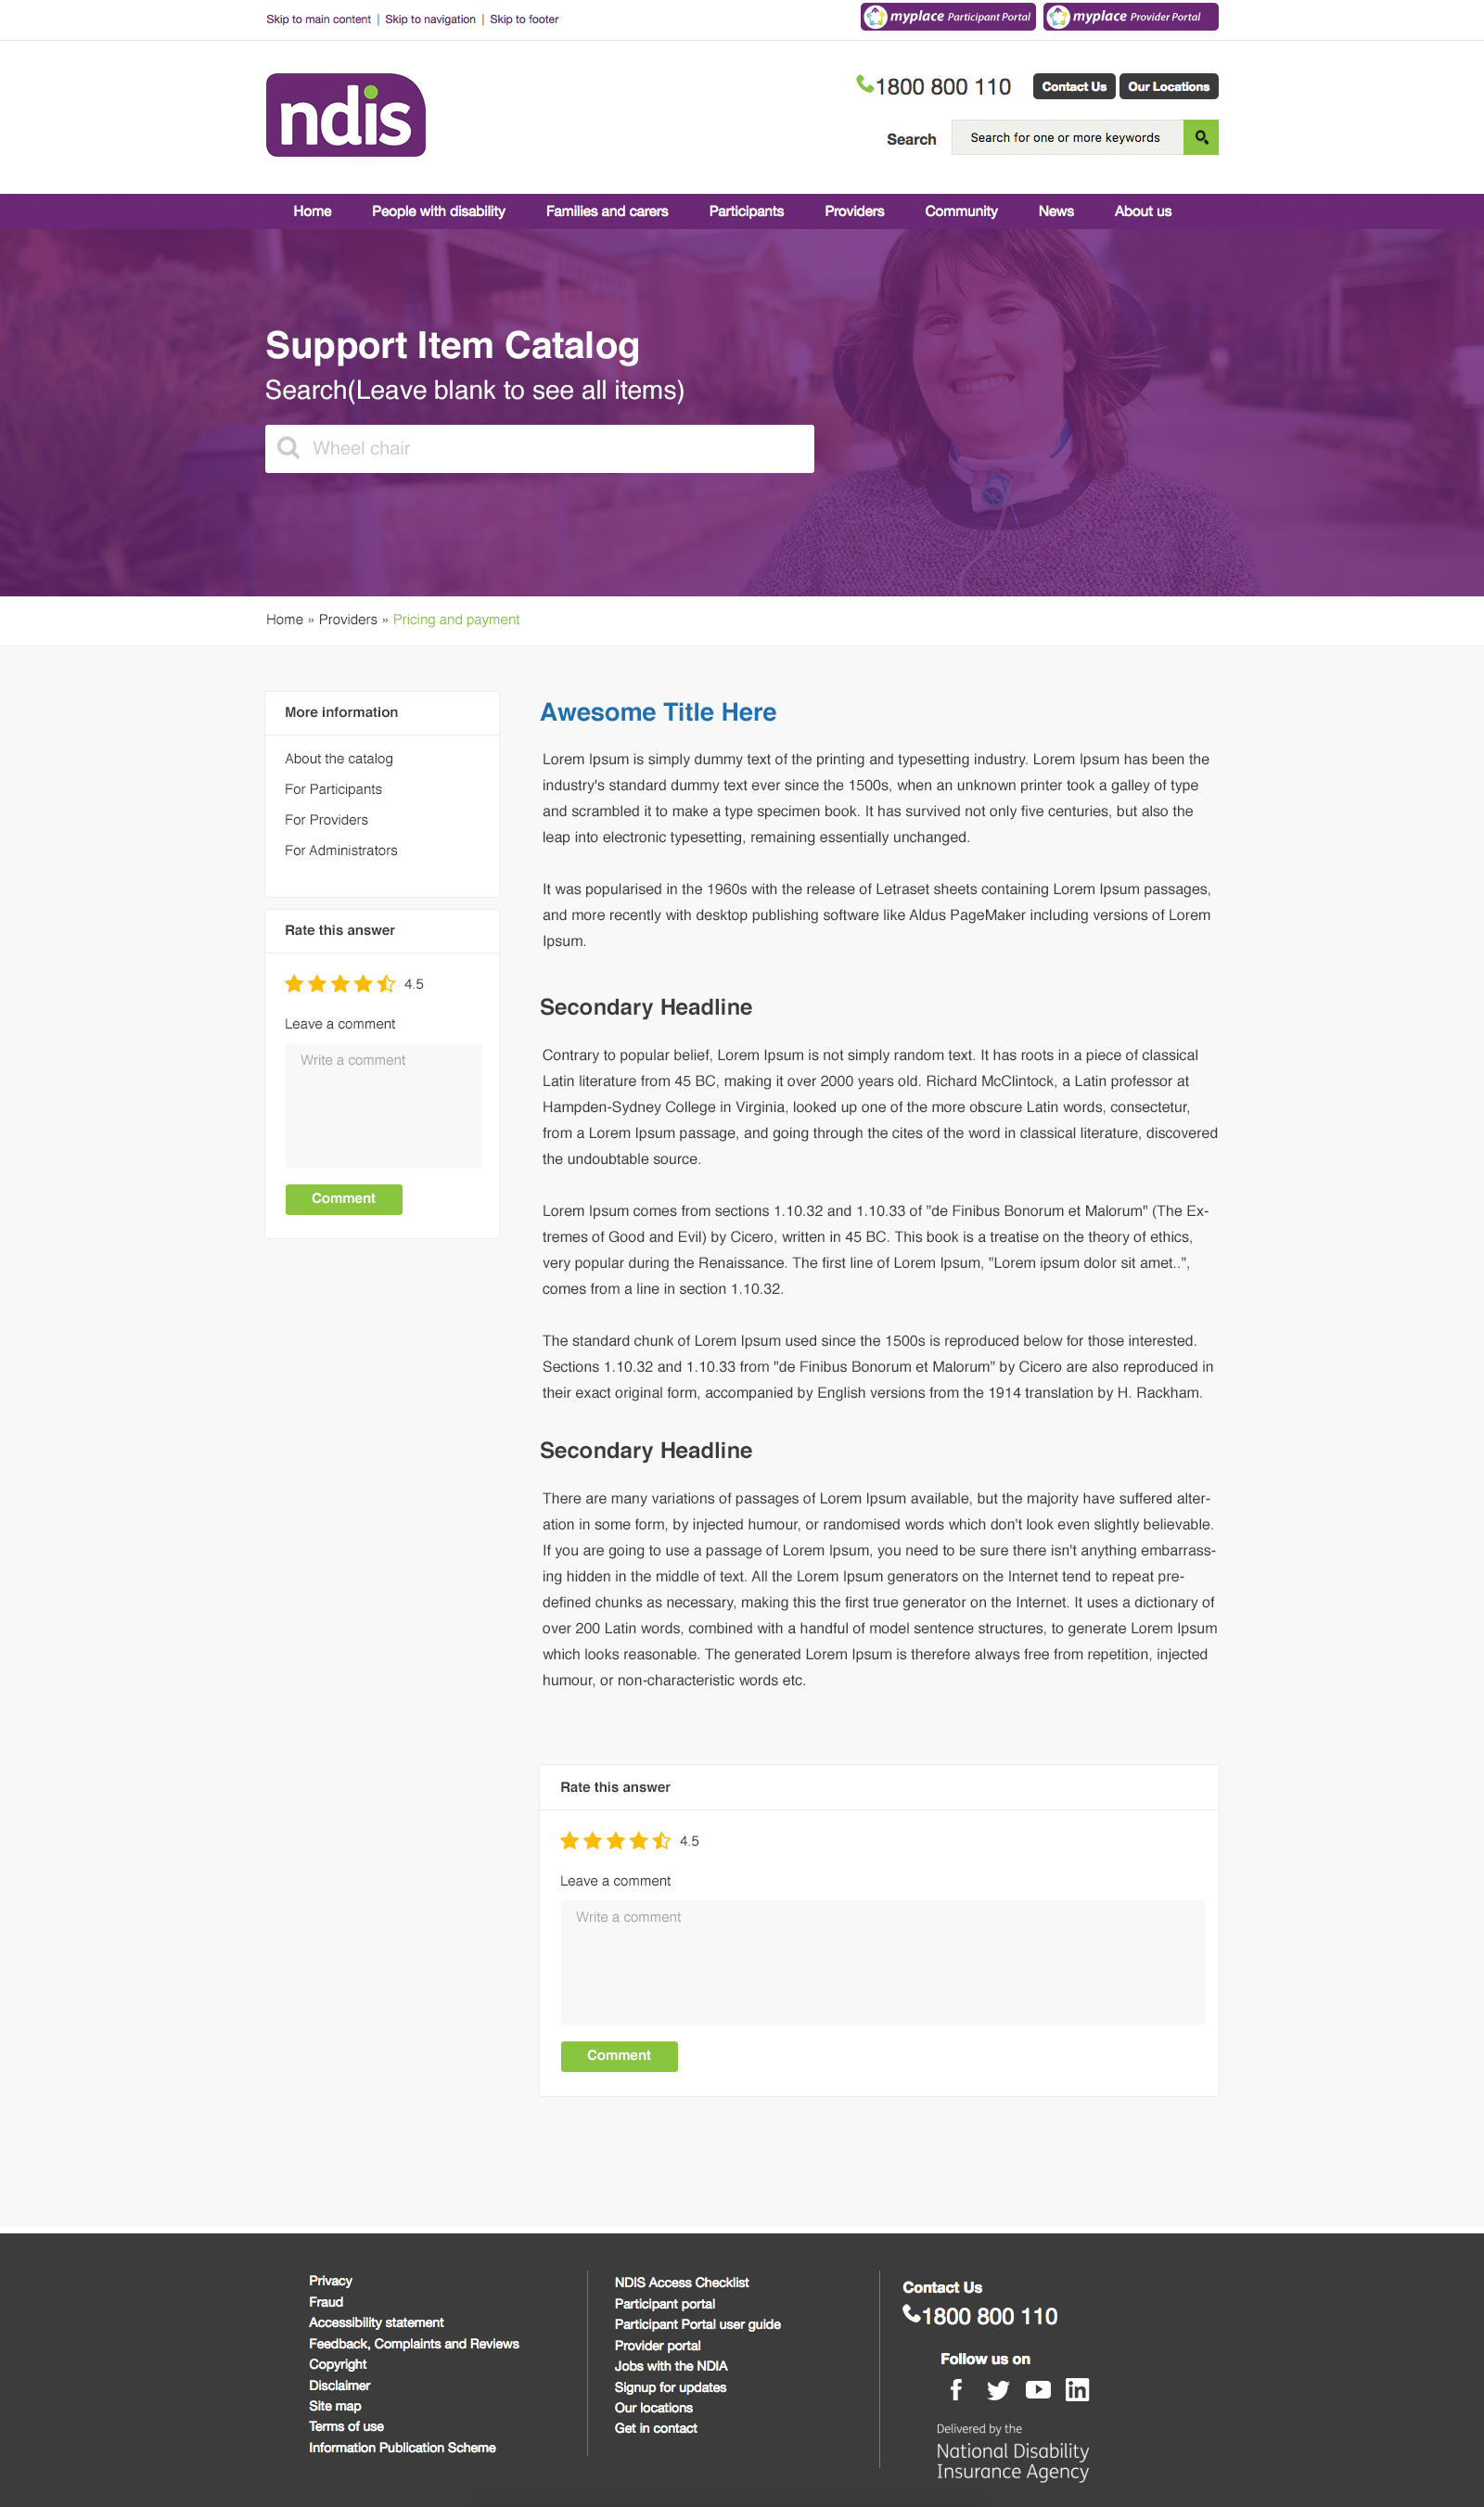 Skip to main content | Skip to navigation | Skip to footer
myplace Participant Portal
myplace Provider Portal
ndis
1800 800 110
Contact Us
Our Locations
Search
Search for one or more keywords
Home
People with disability
Families and carers
Participants
Providers
Community
News
About us
Support Item Catalog
Search(Leave blank to see all items)
Wheel chair
Home » Providers » Pricing and payment
More information
About the catalog
For Participants
For Providers
For Administrators
Rate this answer
4.5
Leave a comment
Write a comment
Comment
Awesome Title Here
Lorem Ipsum is simply dummy text of the printing and typesetting industry. Lorem Ipsum has been the
industry's standard dummy text ever since the 1500s, when an unknown printer took a galley of type
and scrambled it to make a type specimen book. It has survived not only five centuries, but also the
leap into electronic typesetting, remaining essentially unchanged.
It was popularised in the 1960s with the release of Letraset sheets containing Lorem Ipsum passages,
and more recently with desktop publishing software like Aldus PageMaker including versions of Lorem
Ipsum.
Secondary Headline
Contrary to popular belief, Lorem Ipsum is not simply random text. It has roots in a piece of classical
Latin literature from 45 BC, making it over 2000 years old. Richard McClintock, a Latin professor at
Hampden-Sydney College in Virginia, looked up one of the more obscure Latin words, consectetur,
from a Lorem Ipsum passage, and going through the cites of the word in classical literature, discovered
the undoubtable source.
Lorem Ipsum comes from sections 1.10.32 and 1.10.33 of "de Finibus Bonorum et Malorum" (The Ex-
tremes of Good and Evil) by Cicero, written in 45 BC. This book is a treatise on the theory of ethics,
very popular during the Renaissance. The first line of Lorem Ipsum, "Lorem ipsum dolor sit amet..",
comes from a line in section 1.10.32.
The standard chunk of Lorem Ipsum used since the 1500s is reproduced below for those interested.
Sections 1.10.32 and 1.10.33 from "de Finibus Bonorum et Malorum" by Cicero are also reproduced in
their exact original form, accompanied by English versions from the 1914 translation by H. Rackham.
Secondary Headline
There are many variations of passages of Lorem Ipsum available, but the majority have suffered alter-
ation in some form, by injected humour, or randomised words which don't look even slightly believable.
If you are going to use a passage of Lorem Ipsum, you need to be sure there isn't anything embarrass-
ing hidden in the middle of text. All the Lorem Ipsum generators on the Internet tend to repeat pre-
defined chunks as necessary, making this the first true generator on the Internet. It uses a dictionary of
over 200 Latin words, combined with a handful of model sentence structures, to generate Lorem Ipsum
which looks reasonable. The generated Lorem Ipsum is therefore always free from repetition, injected
humour, or non-characteristic words etc.
Rate this answer
4.5
Leave a comment
Write a comment
Comment
Privacy
Fraud
Accessibility statement
Feedback, Complaints and Reviews
Copyright
Disclaimer
Site map
Terms of use
Information Publication Scheme
NDIS Access Checklist
Participant portal
Participant Portal user guide
Provider portal
Jobs with the NDIA
Signup for updates
Our locations
Get in contact
Contact Us
1800 800 110
Follow us on
Delivered by the
National Disability
Insurance Agency